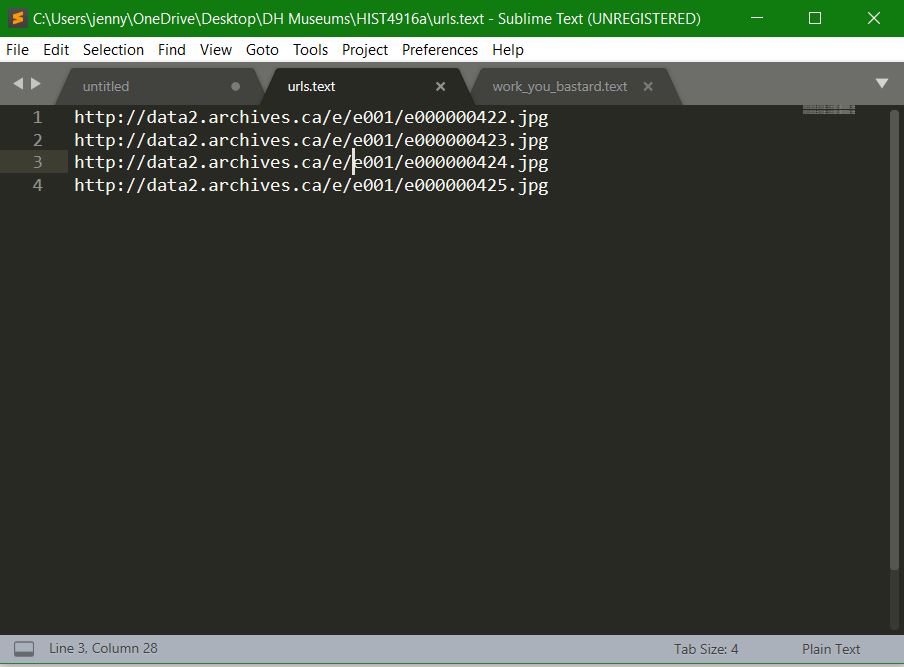 C:\Users\jenny\OneDrive\Desktop\DH Museums\HIST4916a\urls.text - Sublime Text (UNREGISTERED)
File Edit Selection Find View Goto Tools Project Preferences Help
untitled urls.text work_you_bastard.text
1 http://data2.archives.ca/e/e001/e000000422.jpg
2 http://data2.archives.ca/e/e001/e000000423.jpg
3 http://data2.archives.ca/e/e001/e000000424.jpg
4 http://data2.archives.ca/e/e001/e000000425.jpg
Line 3, Column 28 Tab Size: 4 Plain Text